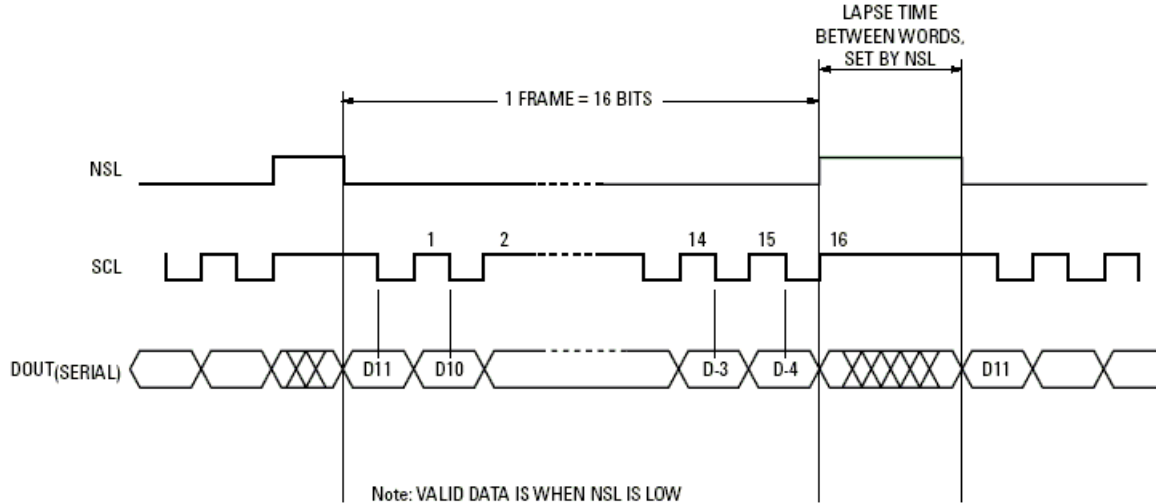 LAPSE TIME
BETWEEN WORDS,
SET BY NSL
1 FRAME = 16 BITS
NSL
1 2 14 15 16
SCL
DOUT(SERIAL) D11 D10 D-3 D-4 D11
Note: VALID DATA IS WHEN NSL IS LOW